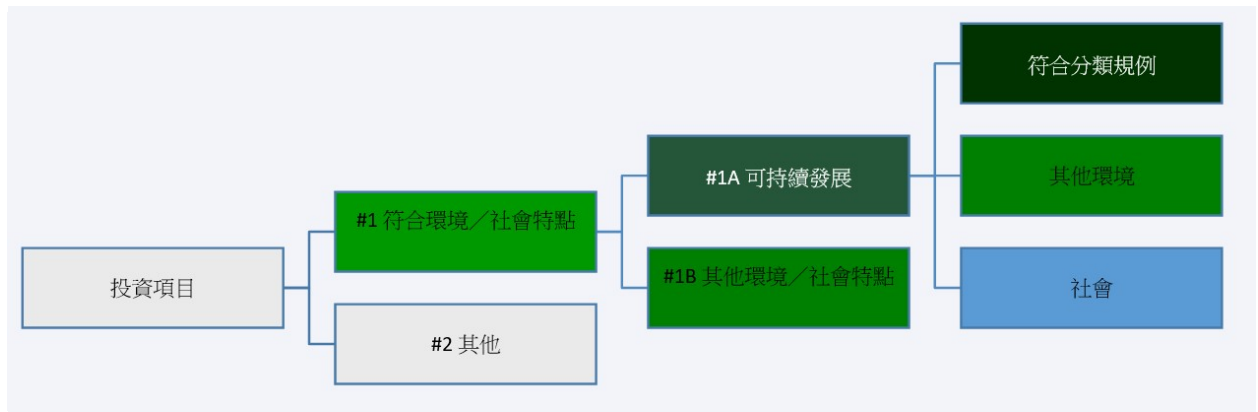 投資項目
#1 符合環境／社會特點
#2 其他
#1A 可持續發展
#1B 其他環境／社會特點
符合分類規例
其他環境
社會